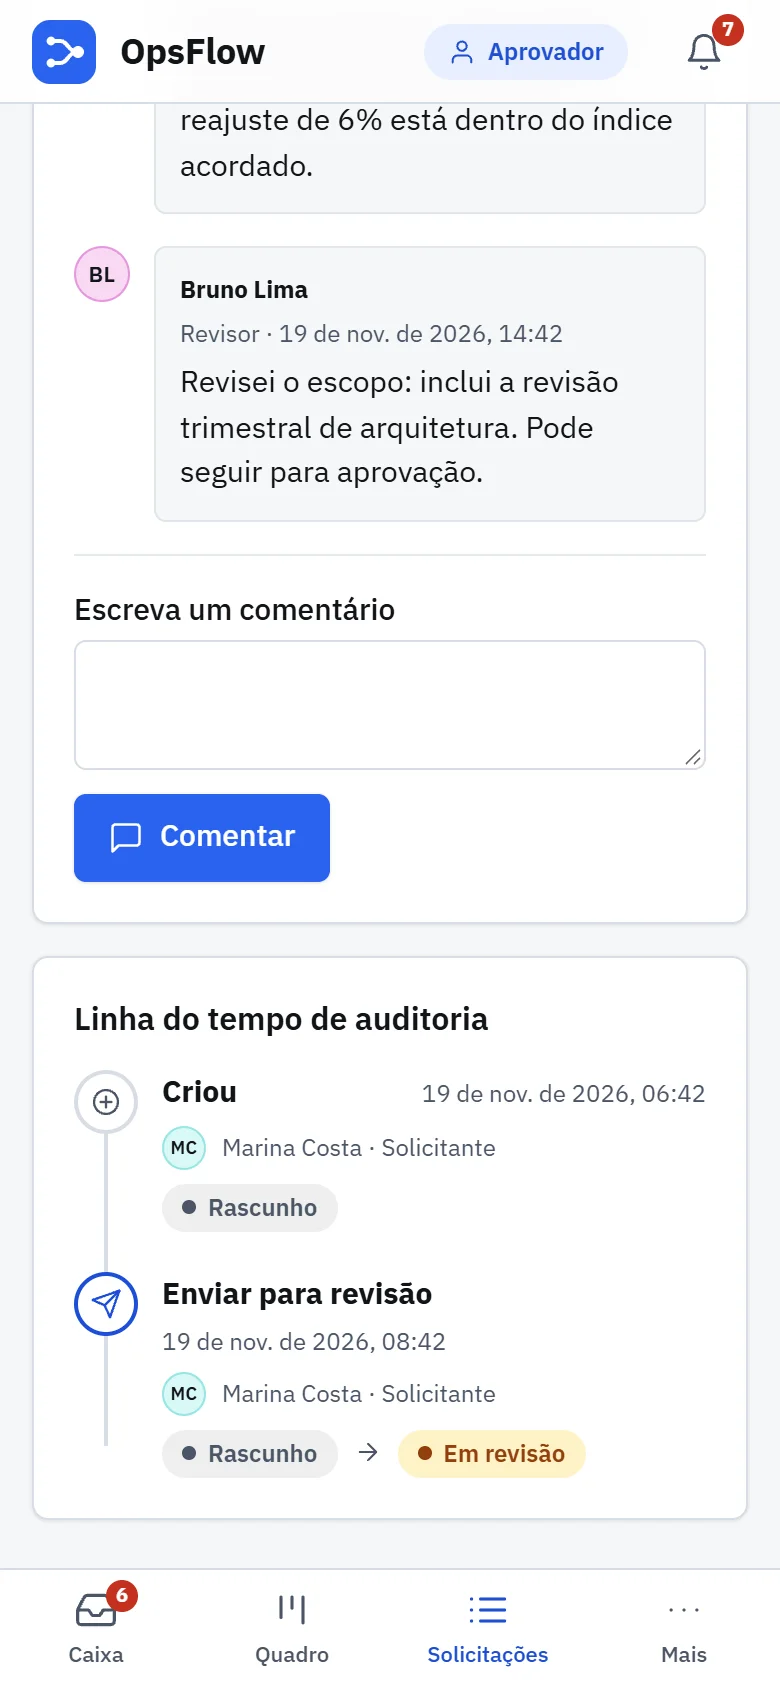 OpsFlow
Aprovador
7
reajuste de 6% está dentro do índice
acordado.
BL
Bruno Lima
Revisor · 19 de nov. de 2026, 14:42
Revisei o escopo: inclui a revisão
trimestral de arquitetura. Pode
seguir para aprovação.
Escreva um comentário
Comentar
Linha do tempo de auditoria
Criou
19 de nov. de 2026, 06:42
MC
Marina Costa · Solicitante
Rascunho
Enviar para revisão
19 de nov. de 2026, 08:42
MC
Marina Costa · Solicitante
Rascunho → Em revisão
6
Caixa
Quadro
Solicitações
Mais